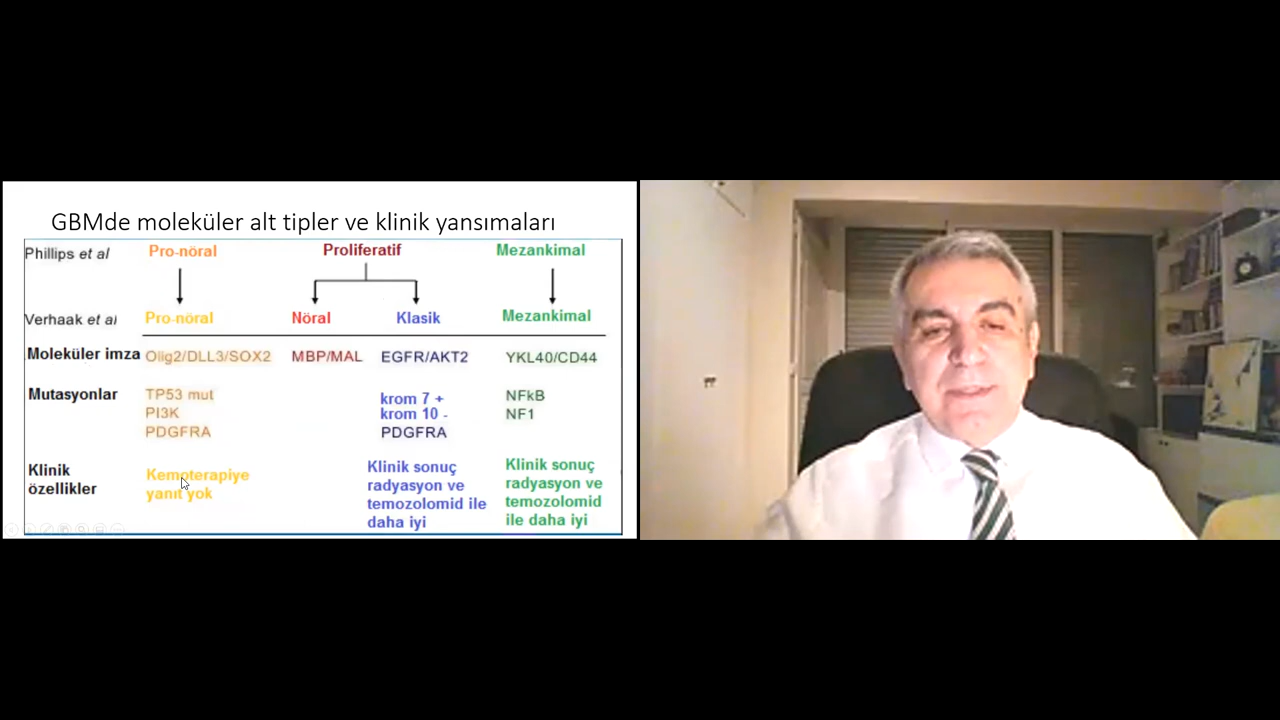 GBMde moleküler alt tipler ve klinik yansımaları
Phillips et al Pro-nöral Proliferatif Mezankimal
Verhaak et al Pro-nöral Nöral Klasik Mezankimal
Moleküler imza Olig2/DLL3/SOX2 MBP/MAL EGFR/AKT2 YKL40/CD44
Mutasyonlar
TP53 mut
PI3K
PDGFRA
krom 7 +
krom 10 -
PDGFRA
NFkB
NF1
Klinik
özellikler
Kemoterapiye
yanıt yok
Klinik sonuç
radyasyon ve
temozolomid ile
daha iyi
Klinik sonuç
radyasyon ve
temozolomid
ile daha iyi